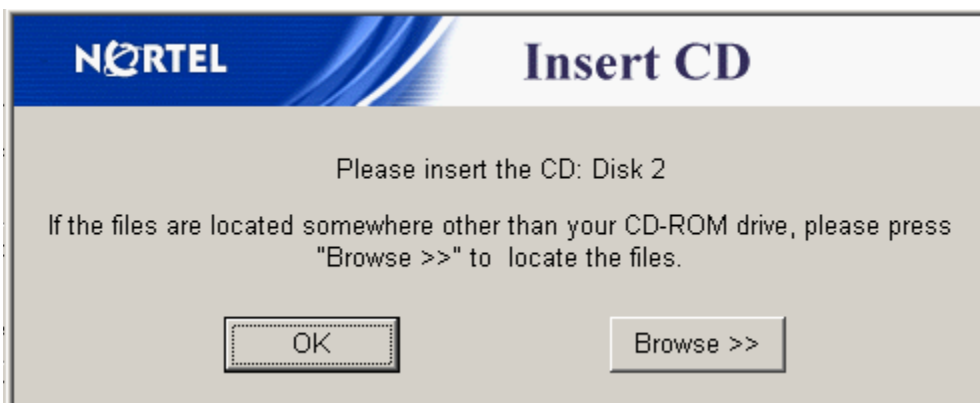 NORTEL
Insert CD
Please insert the CD: Disk 2
If the files are located somewhere other than your CD-ROM drive, please press
"Browse >>" to  locate the files.
OK
Browse >>